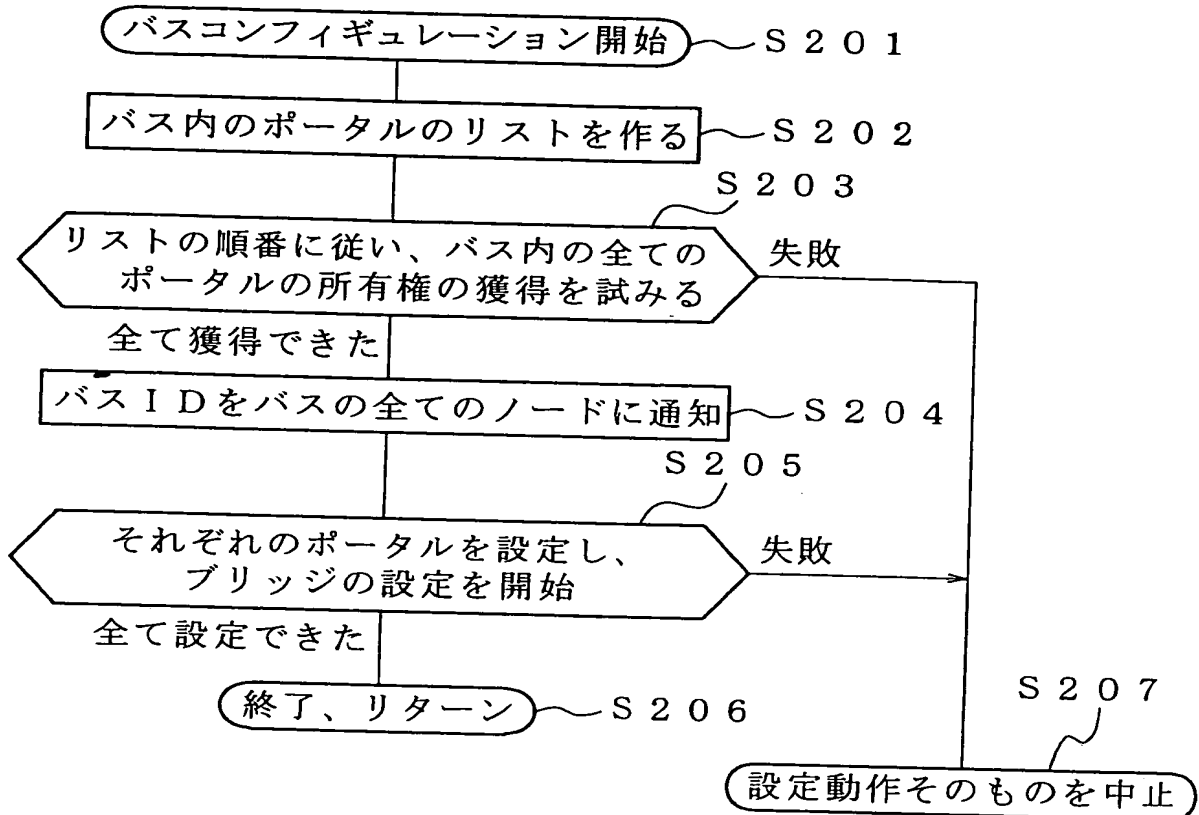 バスコンフィギュレーション開始 S201
バス内のポータルのリストを作る S202
S203
リストの順番に従い、バス内の全ての
ポータルの所有権の獲得を試みる
失敗
全て獲得できた
バスIDをバスの全てのノードに通知 S204
S205
それぞれのポータルを設定し、
ブリッジの設定を開始
失敗
全て設定できた
終了、リターン S206
S207
設定動作そのものを中止